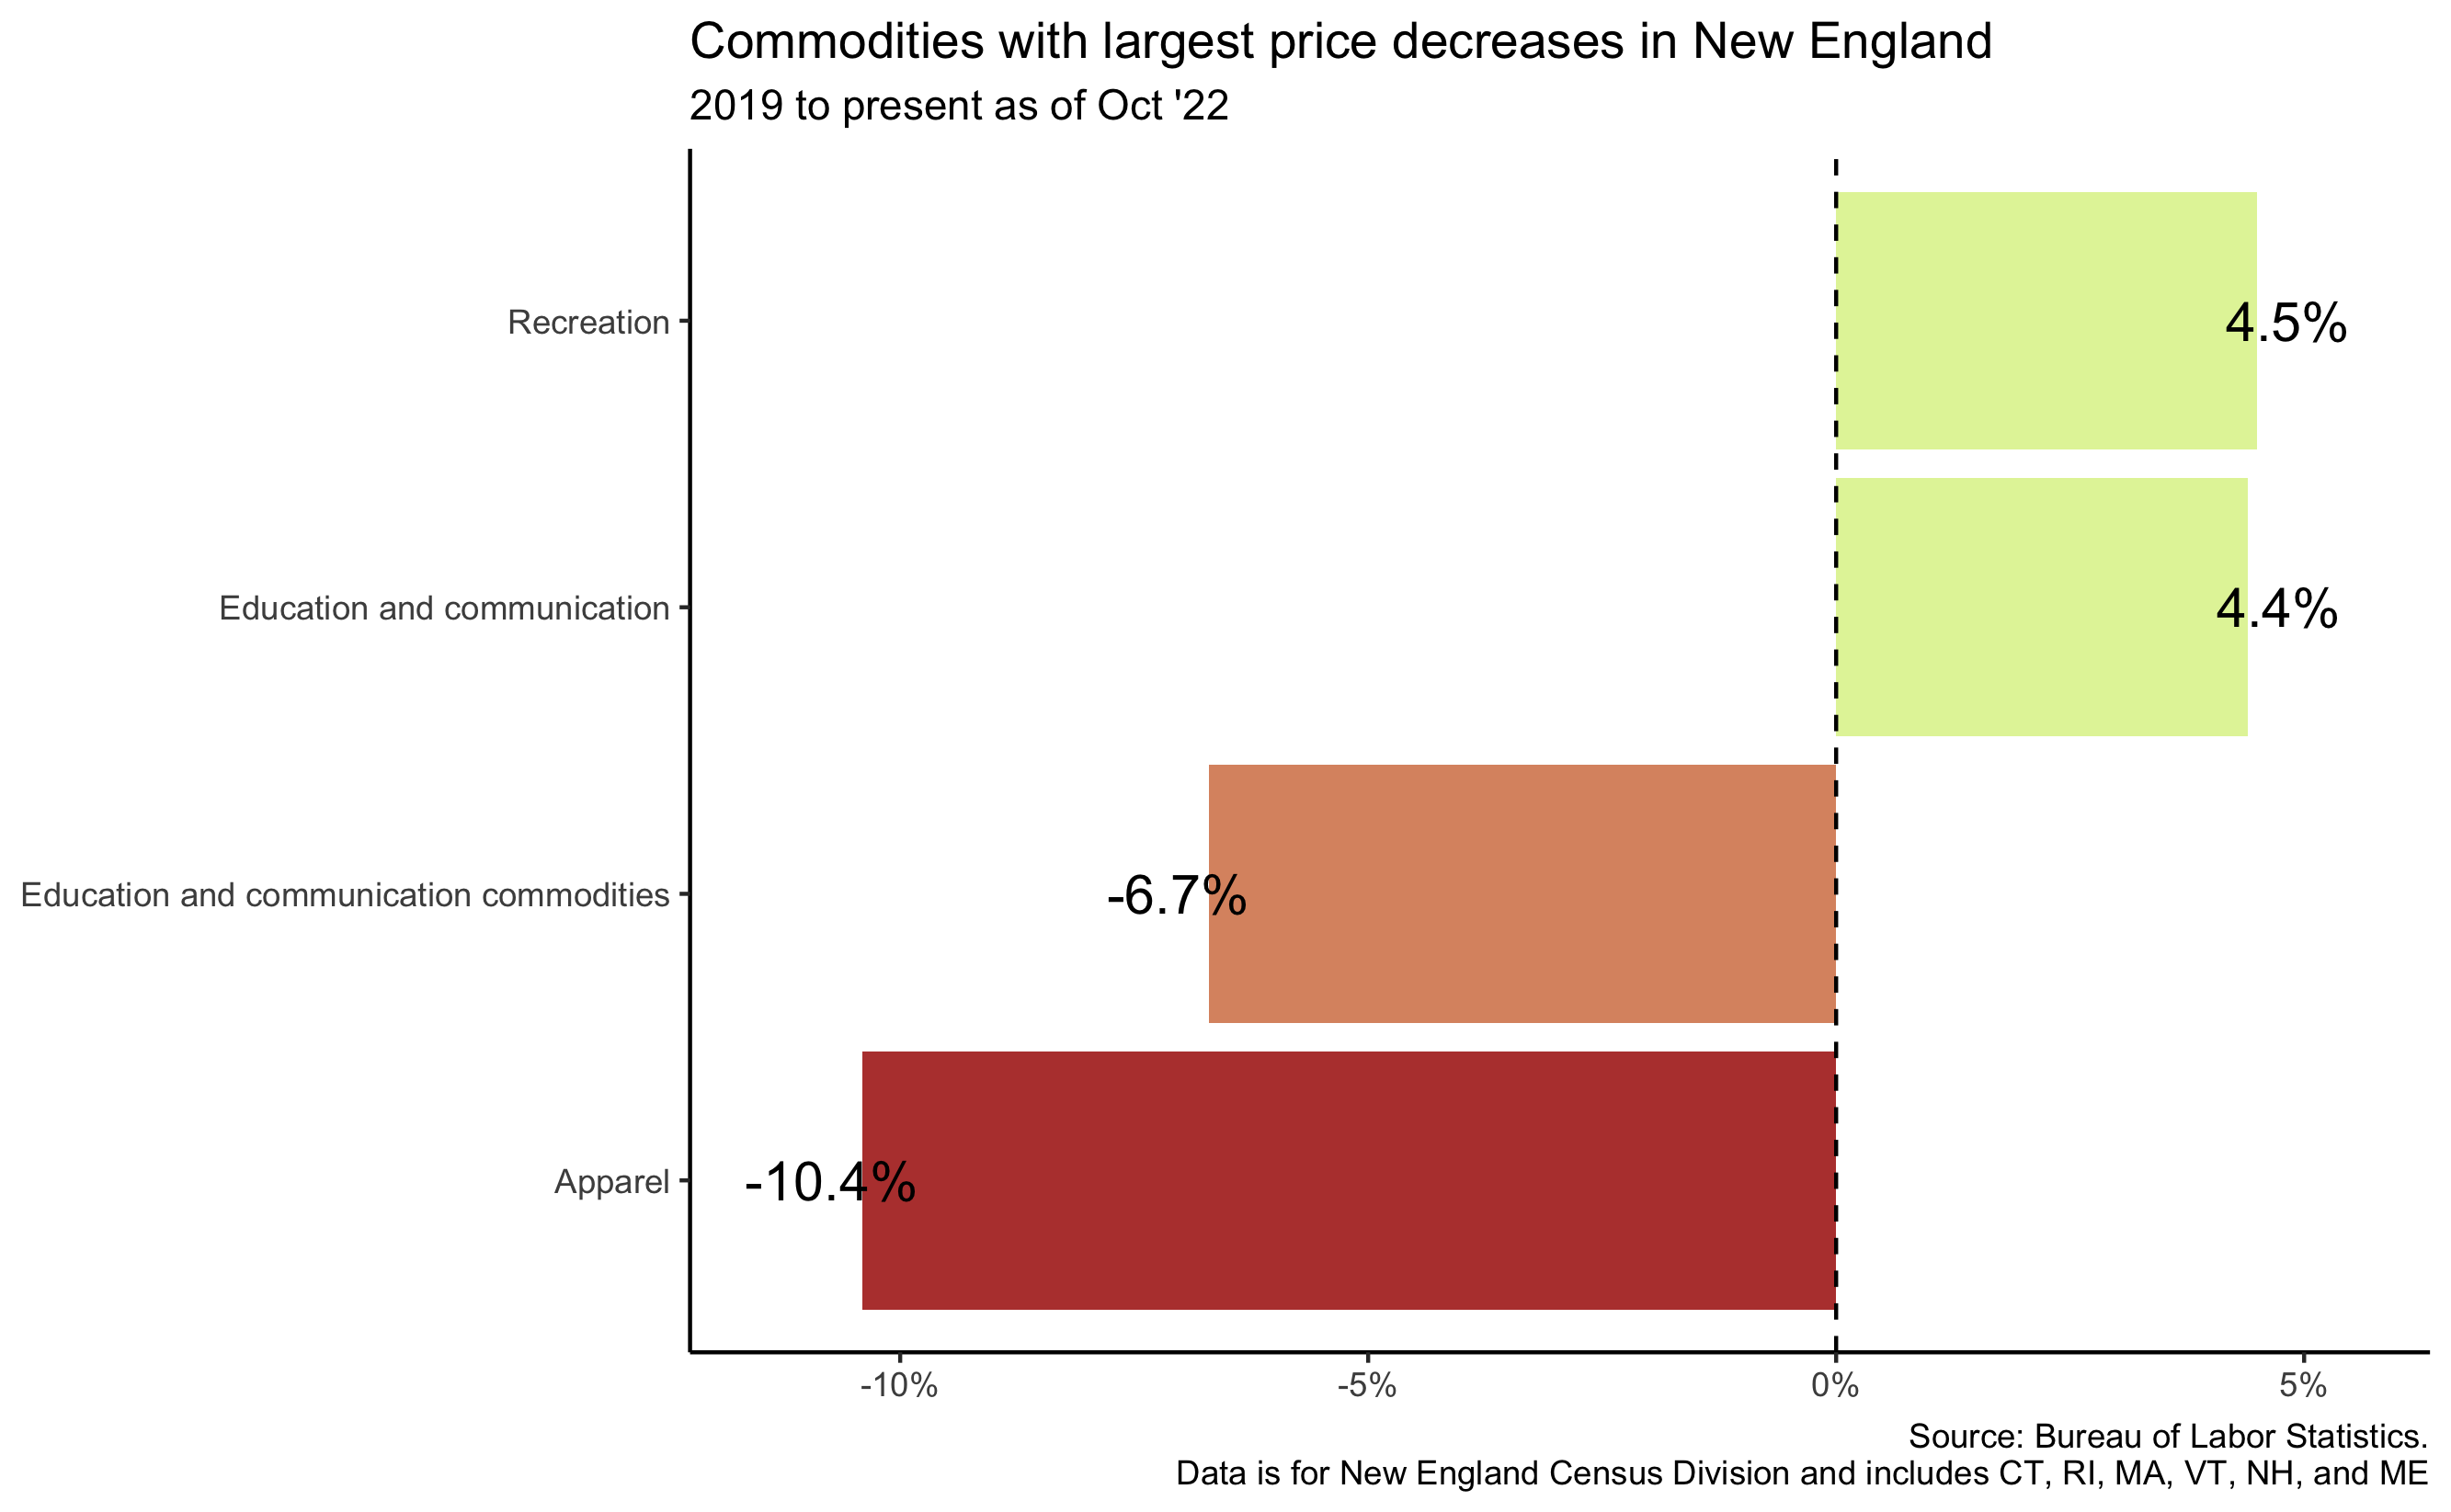 Commodities with largest price decreases in New England
2019 to present as of Oct '22
Recreation
4.5%
Education and communication
4.4%
Education and communication commodities
-6.7%
Apparel
-10.4%
-10%
-5%
0%
5%
Source: Bureau of Labor Statistics.
Data is for New England Census Division and includes CT, RI, MA, VT, NH, and ME